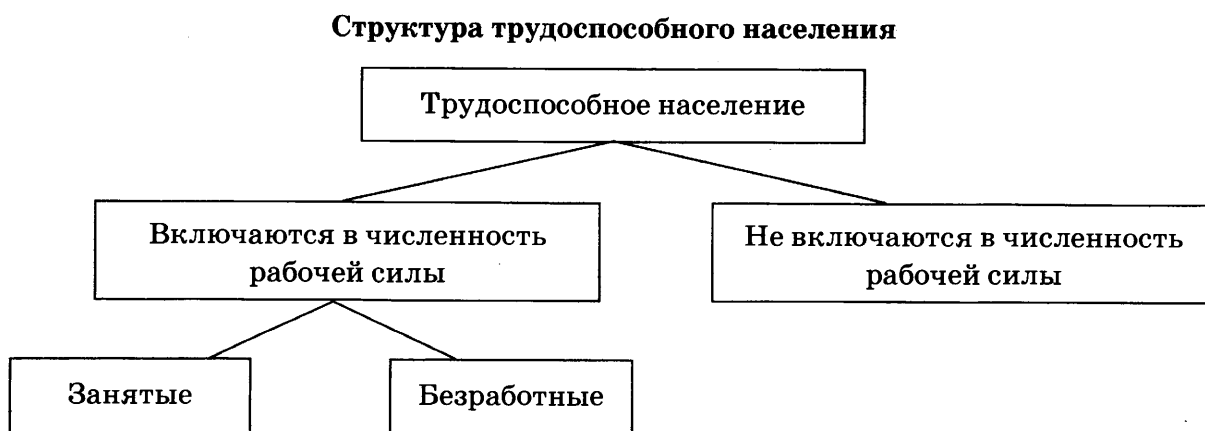 Структура трудоспособного населения
Трудоспособное население
Включаются в численность
рабочей силы
Не включаются в численность
рабочей силы
Занятые
Безработные